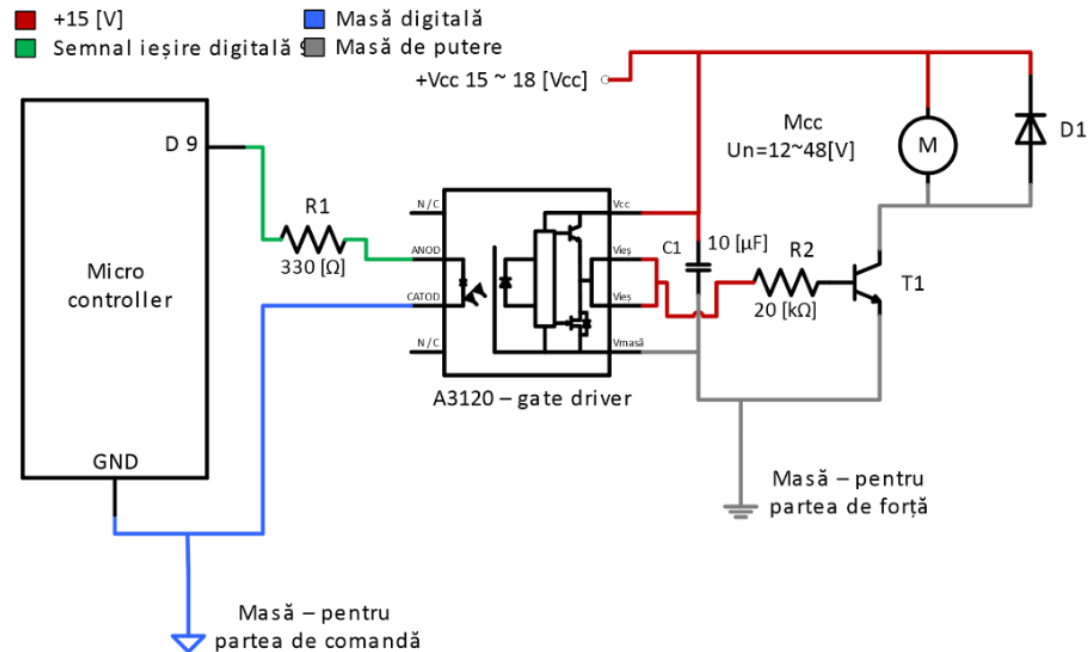 +15 [V]
Masă digitală
Semnal ieșire digitală 9
Masă de putere
+Vcc 15 ~ 18 [Vcc]
Mcc
Un=12~48[V]
M
D1
D 9
R1
330 [Ω]
Micro
controller
GND
N / C
ANOD
CATOD
N / C
Vcc
Vieș
Vieș
Vmasă
A3120 – gate driver
C1
10 [µF]
R2
20 [kΩ]
T1
Masă – pentru
partea de forță
Masă – pentru
partea de comandă